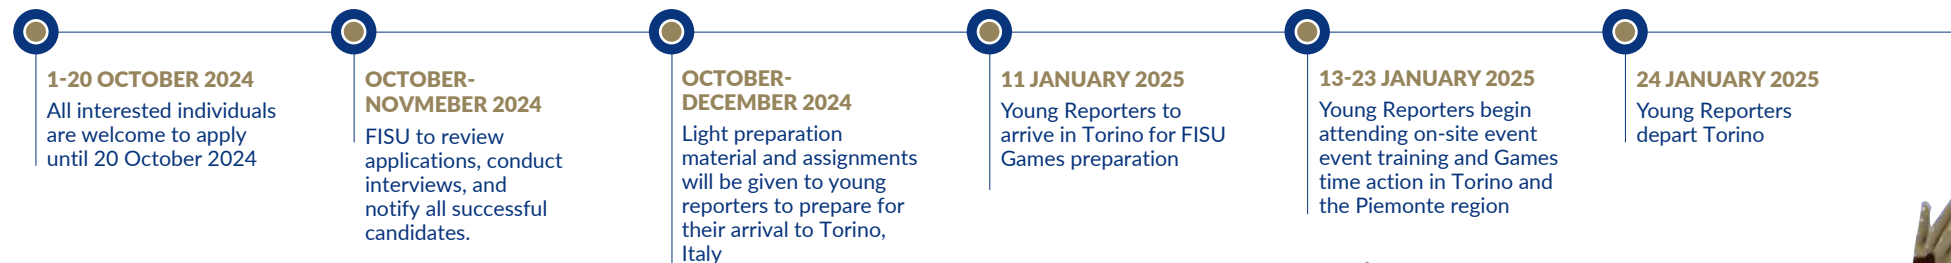 1-20 OCTOBER 2024
All interested individuals
are welcome to apply
until 20 October 2024
OCTOBER-
NOVMEBER 2024
FISU to review
applications, conduct
interviews, and
notify all successful
candidates.
OCTOBER-
DECEMBER 2024
Light preparation
material and assignments
will be given to young
reporters to prepare for
their arrival to Torino,
Italy
11 JANUARY 2025
Young Reporters to
arrive in Torino for FISU
Games preparation
13-23 JANUARY 2025
Young Reporters begin
attending on-site event
event training and Games
time action in Torino and
the Piemonte region
24 JANUARY 2025
Young Reporters
depart Torino